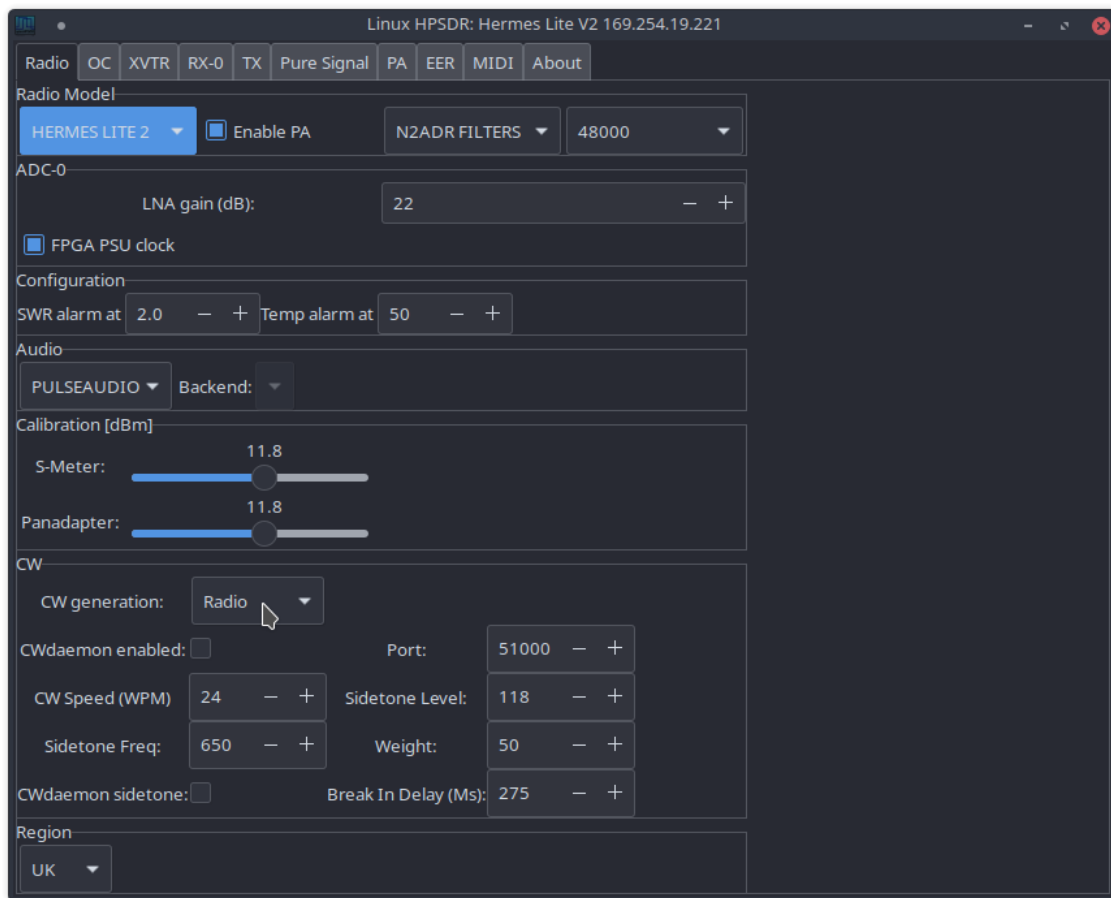 Linux HPSDR: Hermes Lite V2 169.254.19.221
Radio OC XVTR RX-0 TX Pure Signal PA EER MIDI About
Radio Model
HERMES LITE 2 Enable PA N2ADR FILTERS 48000
ADC-0
LNA gain (dB): 22 − +
FPGA PSU clock
Configuration
SWR alarm at 2.0 − + Temp alarm at 50 − +
Audio
PULSEAUDIO Backend:
Calibration [dBm]
11.8
S-Meter:
11.8
Panadapter:
CW
CW generation: Radio
CWdaemon enabled: Port: 51000 − +
CW Speed (WPM) 24 − + Sidetone Level: 118 − +
Sidetone Freq: 650 − + Weight: 50 − +
CWdaemon sidetone: Break In Delay (Ms): 275 − +
Region
UK